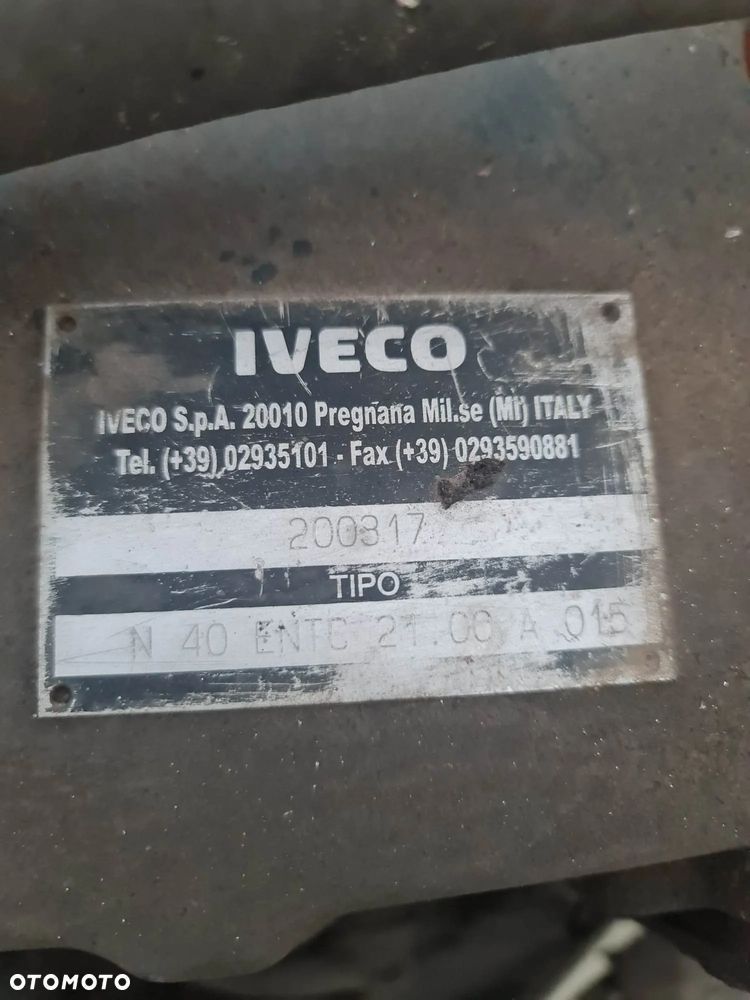 IVECO
IVECO S.p.A. 20010 Pregnana Mil.se (MI) ITALY
Tel. (+39) 02935101 - Fax (+39) 0293590881
200317
TIPO
N 40 ENTC 21.00 A 015
OTOMOTO